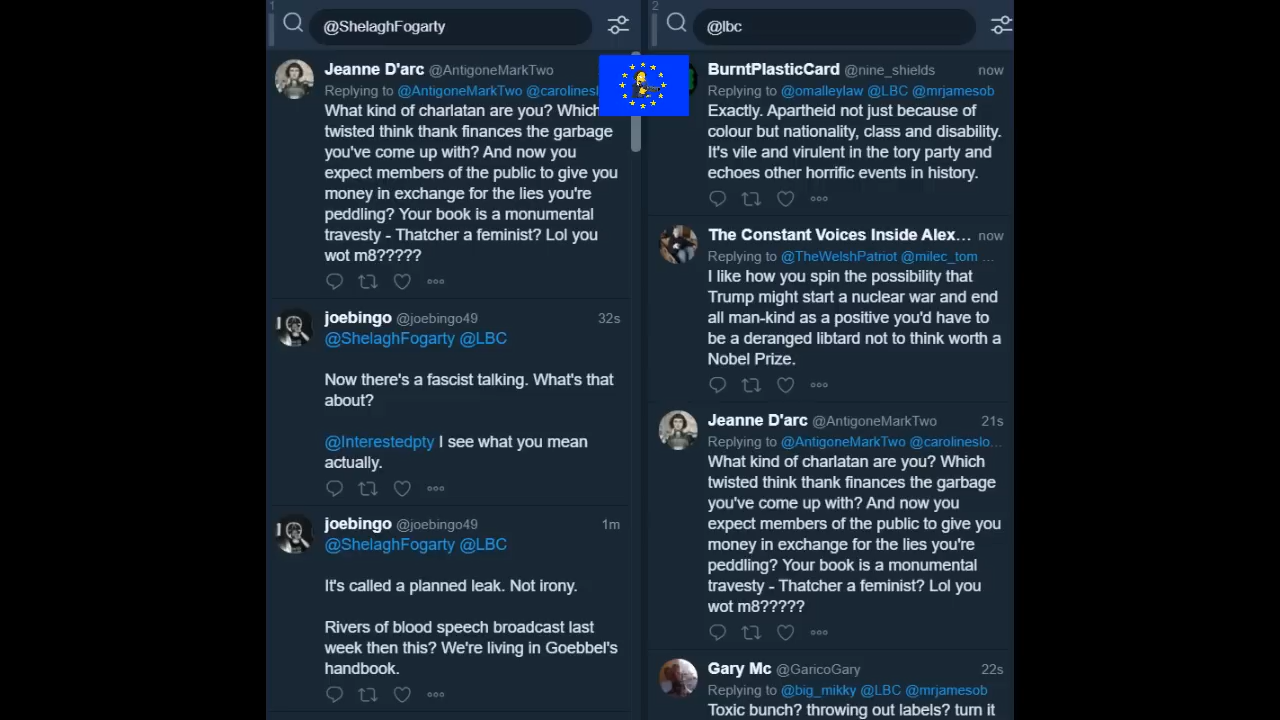 1
@ShelaghFogarty
Jeanne D'arc @AntigoneMarkTwo
Replying to @AntigoneMarkTwo @carolinesl
What kind of charlatan are you? Which
twisted think thank finances the garbage
you've come up with? And now you
expect members of the public to give you
money in exchange for the lies you're
peddling? Your book is a monumental
travesty - Thatcher a feminist? Lol you
wot m8?????
joebingo @joebingo49 32s
@ShelaghFogarty @LBC
Now there's a fascist talking. What's that
about?
@Interestedpty I see what you mean
actually.
joebingo @joebingo49 1m
@ShelaghFogarty @LBC
It's called a planned leak. Not irony.
Rivers of blood speech broadcast last
week then this? We're living in Goebbel's
handbook.
2
@lbc
BurntPlasticCard @nine_shields now
Replying to @omalleylaw @LBC @mrjamesob
Exactly. Apartheid not just because of
colour but nationality, class and disability.
It's vile and virulent in the tory party and
echoes other horrific events in history.
The Constant Voices Inside Alex... now
Replying to @TheWelshPatriot @milec_tom ...
I like how you spin the possibility that
Trump might start a nuclear war and end
all man-kind as a positive you'd have to
be a deranged libtard not to think worth a
Nobel Prize.
Jeanne D'arc @AntigoneMarkTwo 21s
Replying to @AntigoneMarkTwo @carolineslo...
What kind of charlatan are you? Which
twisted think thank finances the garbage
you've come up with? And now you
expect members of the public to give you
money in exchange for the lies you're
peddling? Your book is a monumental
travesty - Thatcher a feminist? Lol you
wot m8?????
Gary Mc @GaricoGary 22s
Replying to @big_mikky @LBC @mrjamesob
Toxic bunch? throwing out labels? turn it